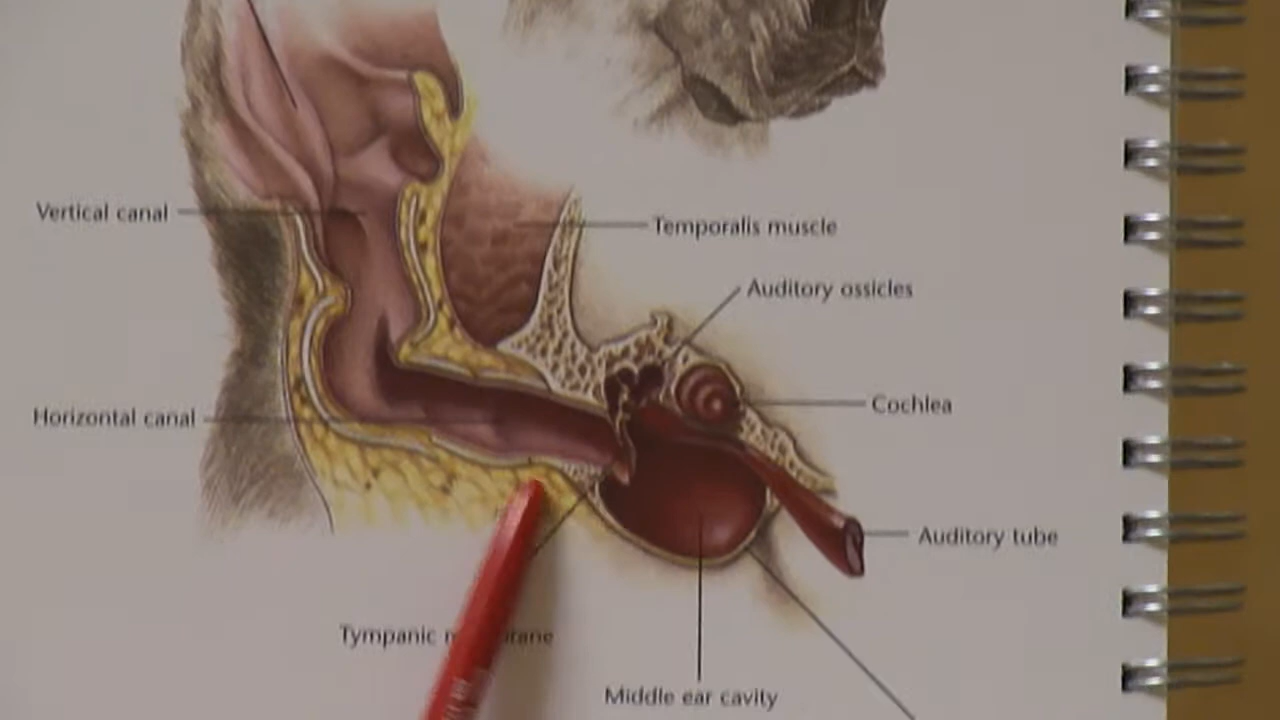 Vertical canal
Temporalis muscle
Auditory ossicles
Cochlea
Horizontal canal
Auditory tube
Tympanic
Middle ear cavity